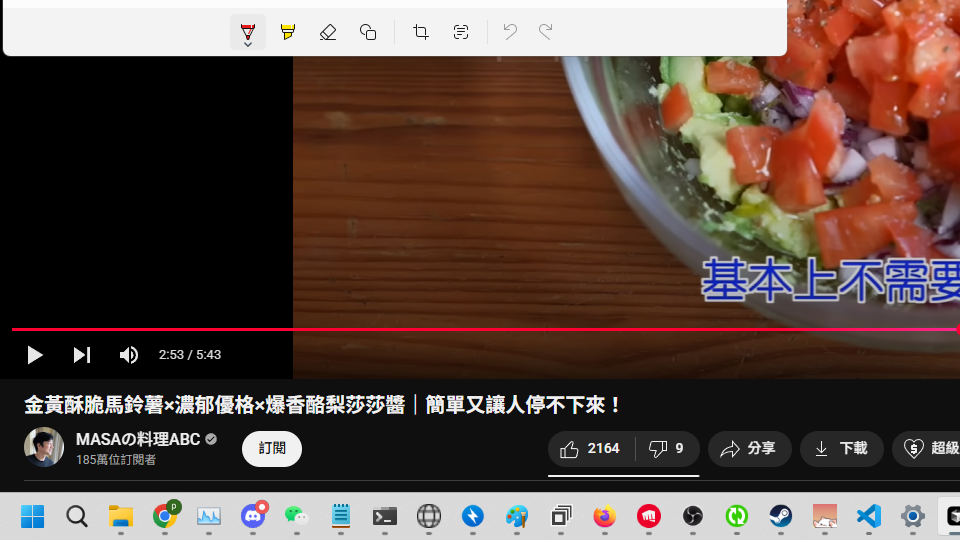 基本上不需要
2:53 / 5:43
金黃酥脆馬鈴薯×濃郁優格×爆香酪梨莎莎醬｜簡單又讓人停不下來！
MASAの料理ABC
185萬位訂閱者
訂閱
2164
9
分享
下載
超級
P